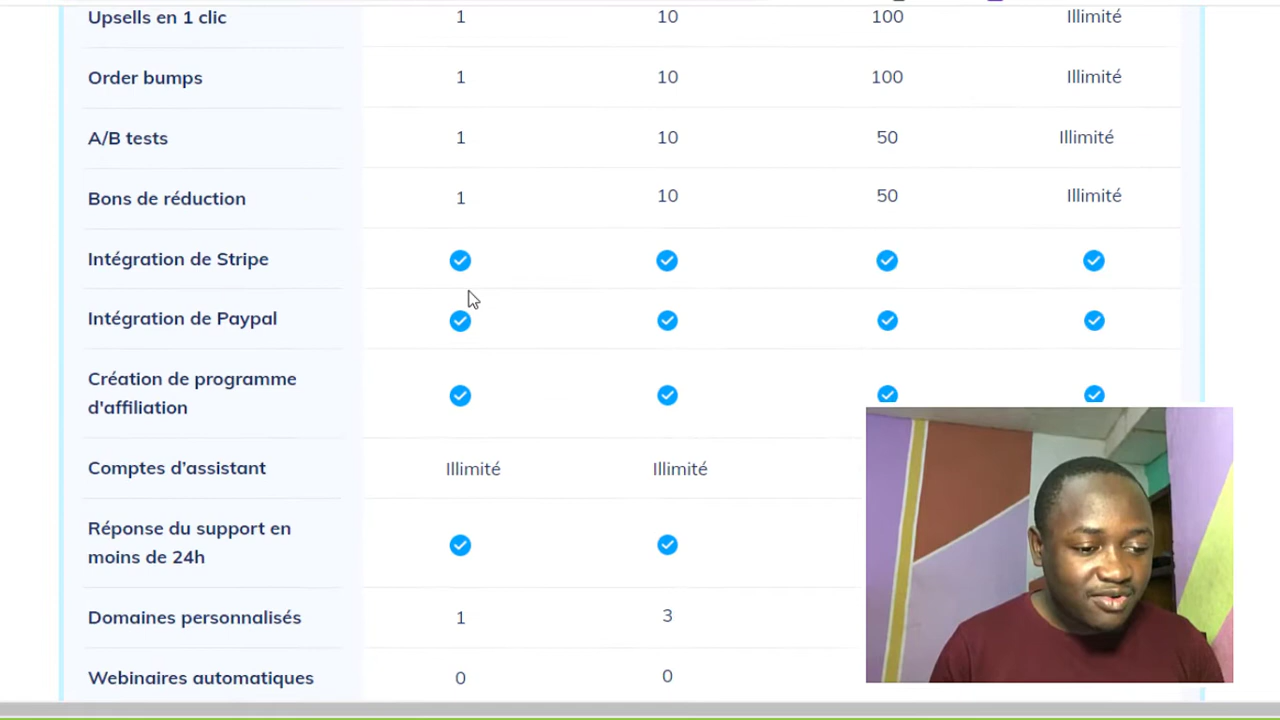 Upsells en 1 clic 1 10 100 Illimité
Order bumps 1 10 100 Illimité
A/B tests 1 10 50 Illimité
Bons de réduction 1 10 50 Illimité
Intégration de Stripe
Intégration de Paypal
Création de programme
d'affiliation
Comptes d’assistant Illimité Illimité
Réponse du support en
moins de 24h
Domaines personnalisés 1 3
Webinaires automatiques 0 0